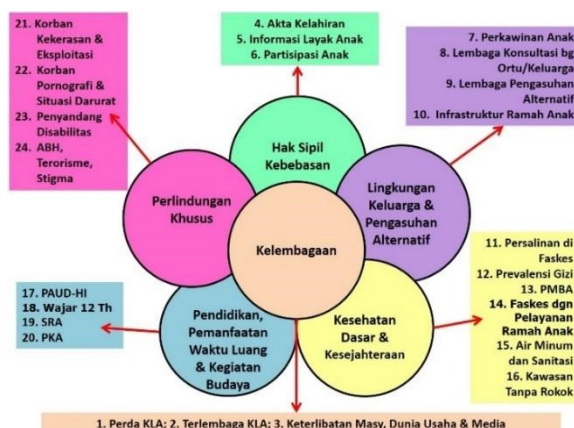 21. Korban
Kekerasan &
Eksploitasi
22. Korban
Pornografi &
Situasi Darurat
23. Penyandang
Disabilitas
24. ABH,
Terorisme,
Stigma
4. Akta Kelahiran
5. Informasi Layak Anak
6. Partisipasi Anak
7. Perkawinan Anak
8. Lembaga Konsultasi bg
Ortu/Keluarga
9. Lembaga Pengasuhan
Alternatif
10. Infrastruktur Ramah Anak
Hak Sipil
Kebebasan
Perlindungan
Khusus
Lingkungan
Keluarga &
Pengasuhan
Alternatif
Kelembagaan
Pendidikan,
Pemanfaatan
Waktu Luang
& Kegiatan
Budaya
Kesehatan
Dasar &
Kesejahteraan
17. PAUD-HI
18. Wajar 12 Th
19. SRA
20. PKA
11. Persalinan di
Faskes
12. Prevalensi Gizi
13. PMBA
14. Faskes dgn
Pelayanan
Ramah Anak
15. Air Minum
dan Sanitasi
16. Kawasan
Tanpa Rokok
1. Perda KLA; 2. Terlembaga KLA; 3. Keterlibatan Masy, Dunia Usaha & Media